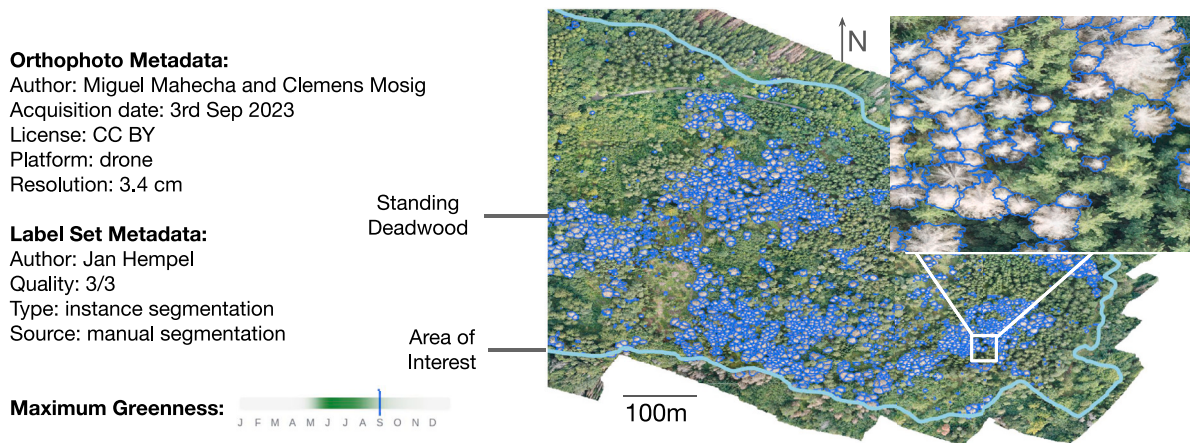 Orthophoto Metadata:
Author: Miguel Mahecha and Clemens Mosig
Acquisition date: 3rd Sep 2023
License: CC BY
Platform: drone
Resolution: 3.4 cm
Label Set Metadata:
Author: Jan Hempel
Quality: 3/3
Type: instance segmentation
Source: manual segmentation
Maximum Greenness:
J F M A M J J A S O N D
Standing
Deadwood
Area of
Interest
N
100m